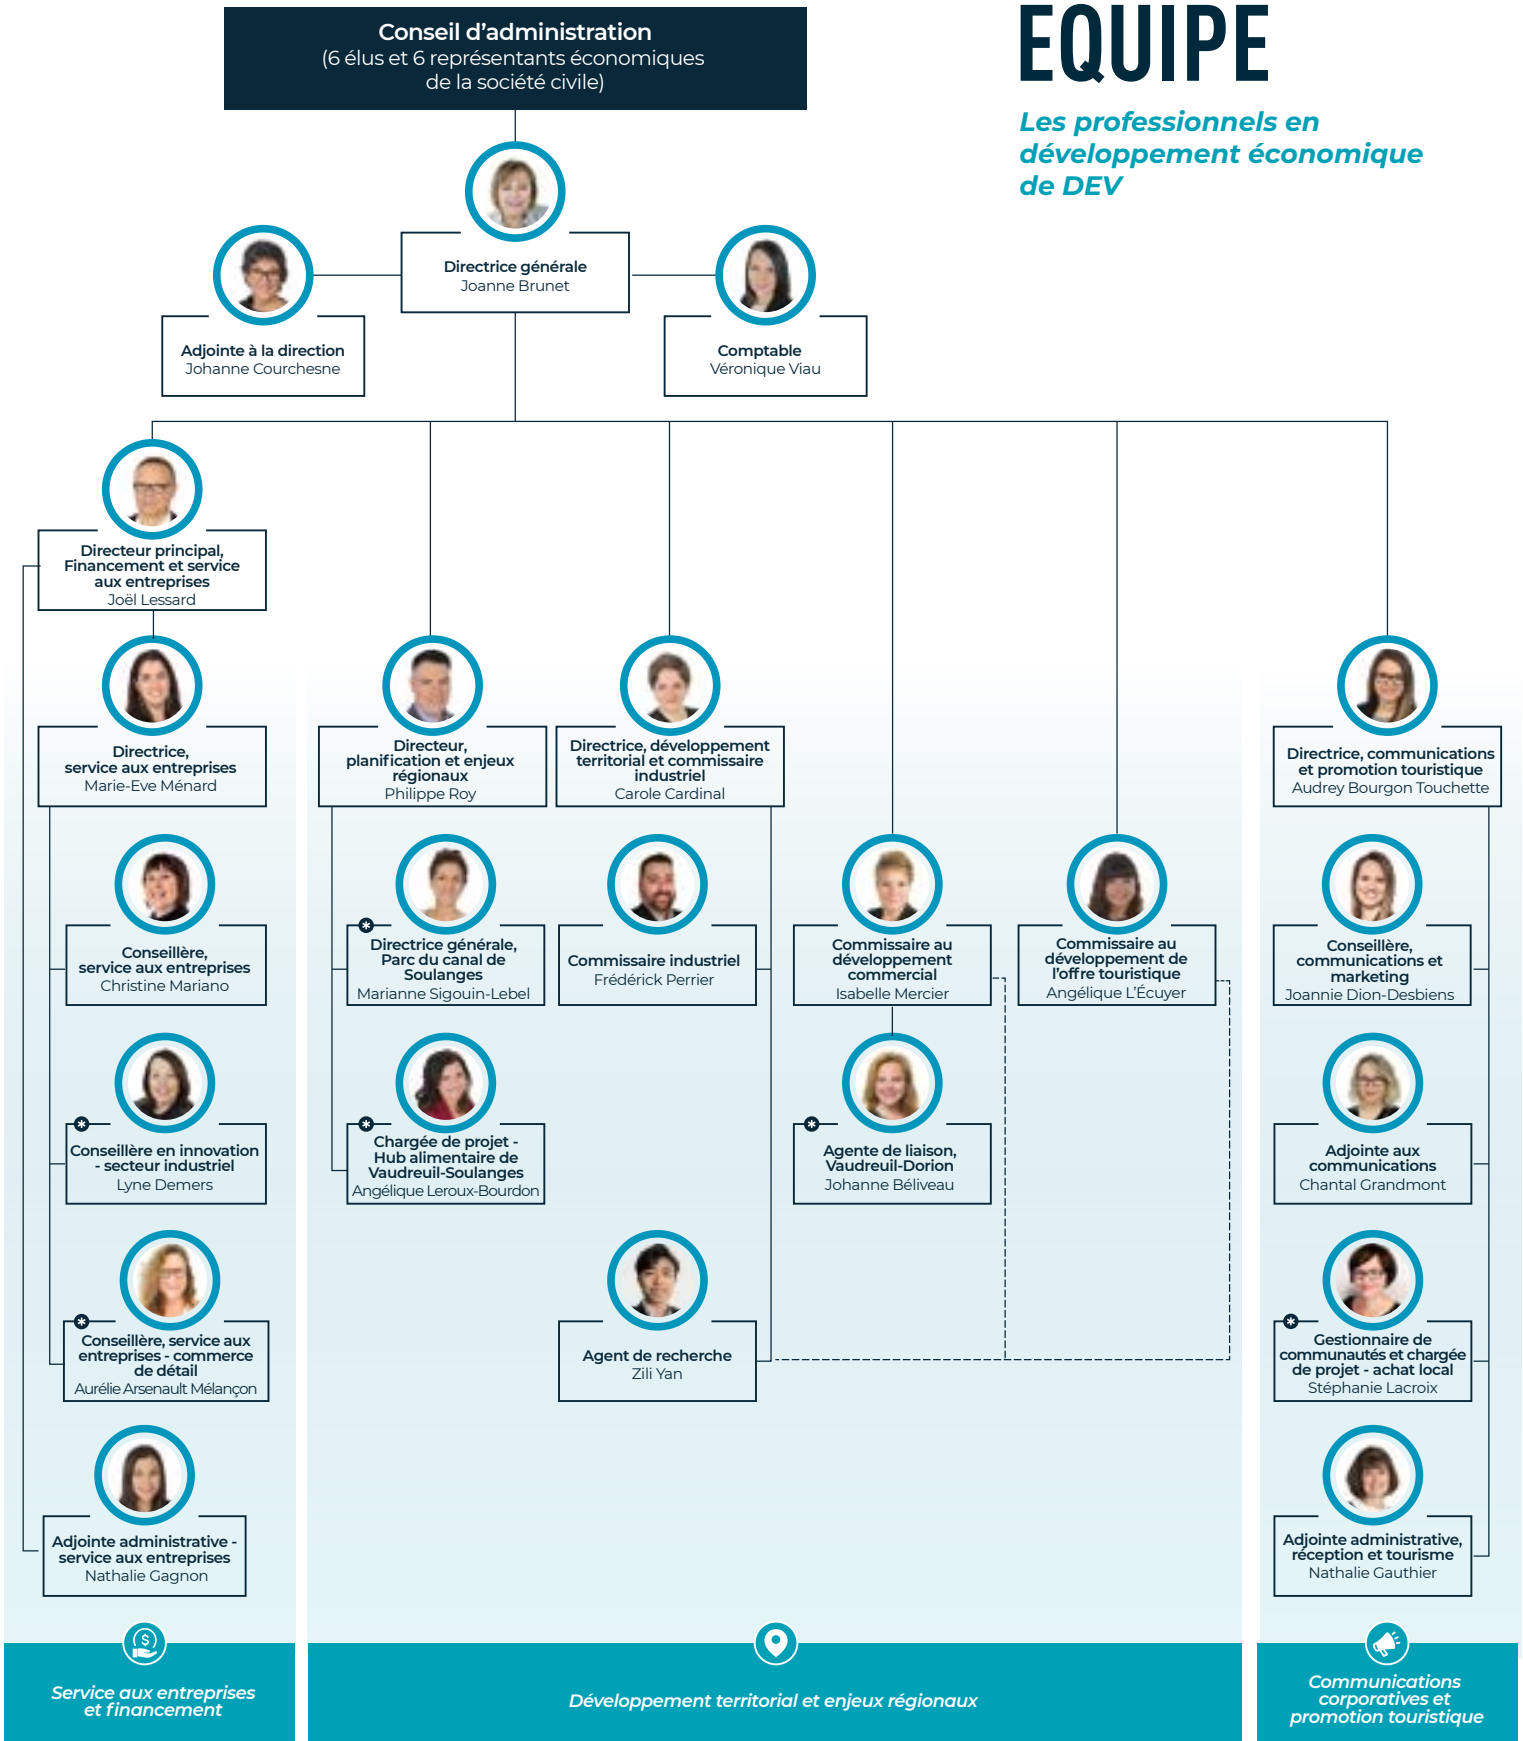 Conseil d'administration
(6 élus et 6 représentants économiques
de la société civile)
EQUIPE
Les professionnels en
développement économique
de DEV
Directrice générale
Joanne Brunet
Adjointe à la direction
Johanne Courchesne
Comptable
Véronique Viau
Directeur principal,
Financement et service
aux entreprises
Joël Lessard
Directrice,
service aux entreprises
Marie-Eve Ménard
Directeur,
planification et enjeux
régionaux
Philippe Roy
Directrice, développement
territorial et commissaire
industriel
Carole Cardinal
Directrice, communications
et promotion touristique
Audrey Bourgon Touchette
Conseillère,
service aux entreprises
Christine Mariano
*
Directrice générale,
Parc du canal de
Soulanges
Marianne Sigouin-Lebel
Commissaire industriel
Frédérick Perrier
Commissaire au
développement
commercial
Isabelle Mercier
Commissaire au
développement de
l'offre touristique
Angélique L'Écuyer
Conseillère,
communications et
marketing
Joannie Dion-Desbiens
*
Conseillère en innovation
- secteur industriel
Lyne Demers
*
Chargée de projet -
Hub alimentaire de
Vaudreuil-Soulanges
Angélique Leroux-Bourdon
*
Agente de liaison,
Vaudreuil-Dorion
Johanne Béliveau
Adjointe aux
communications
Chantal Grandmont
*
Conseillère, service aux
entreprises - commerce
de détail
Aurélie Arsenault Mélançon
Agent de recherche
Zili Yan
*
Gestionnaire de
communautés et chargée
de projet - achat local
Stéphanie Lacroix
Adjointe administrative -
service aux entreprises
Nathalie Gagnon
Adjointe administrative,
réception et tourisme
Nathalie Gauthier
$
Service aux entreprises
et financement
Développement territorial et enjeux régionaux
Communications
corporatives et
promotion touristique